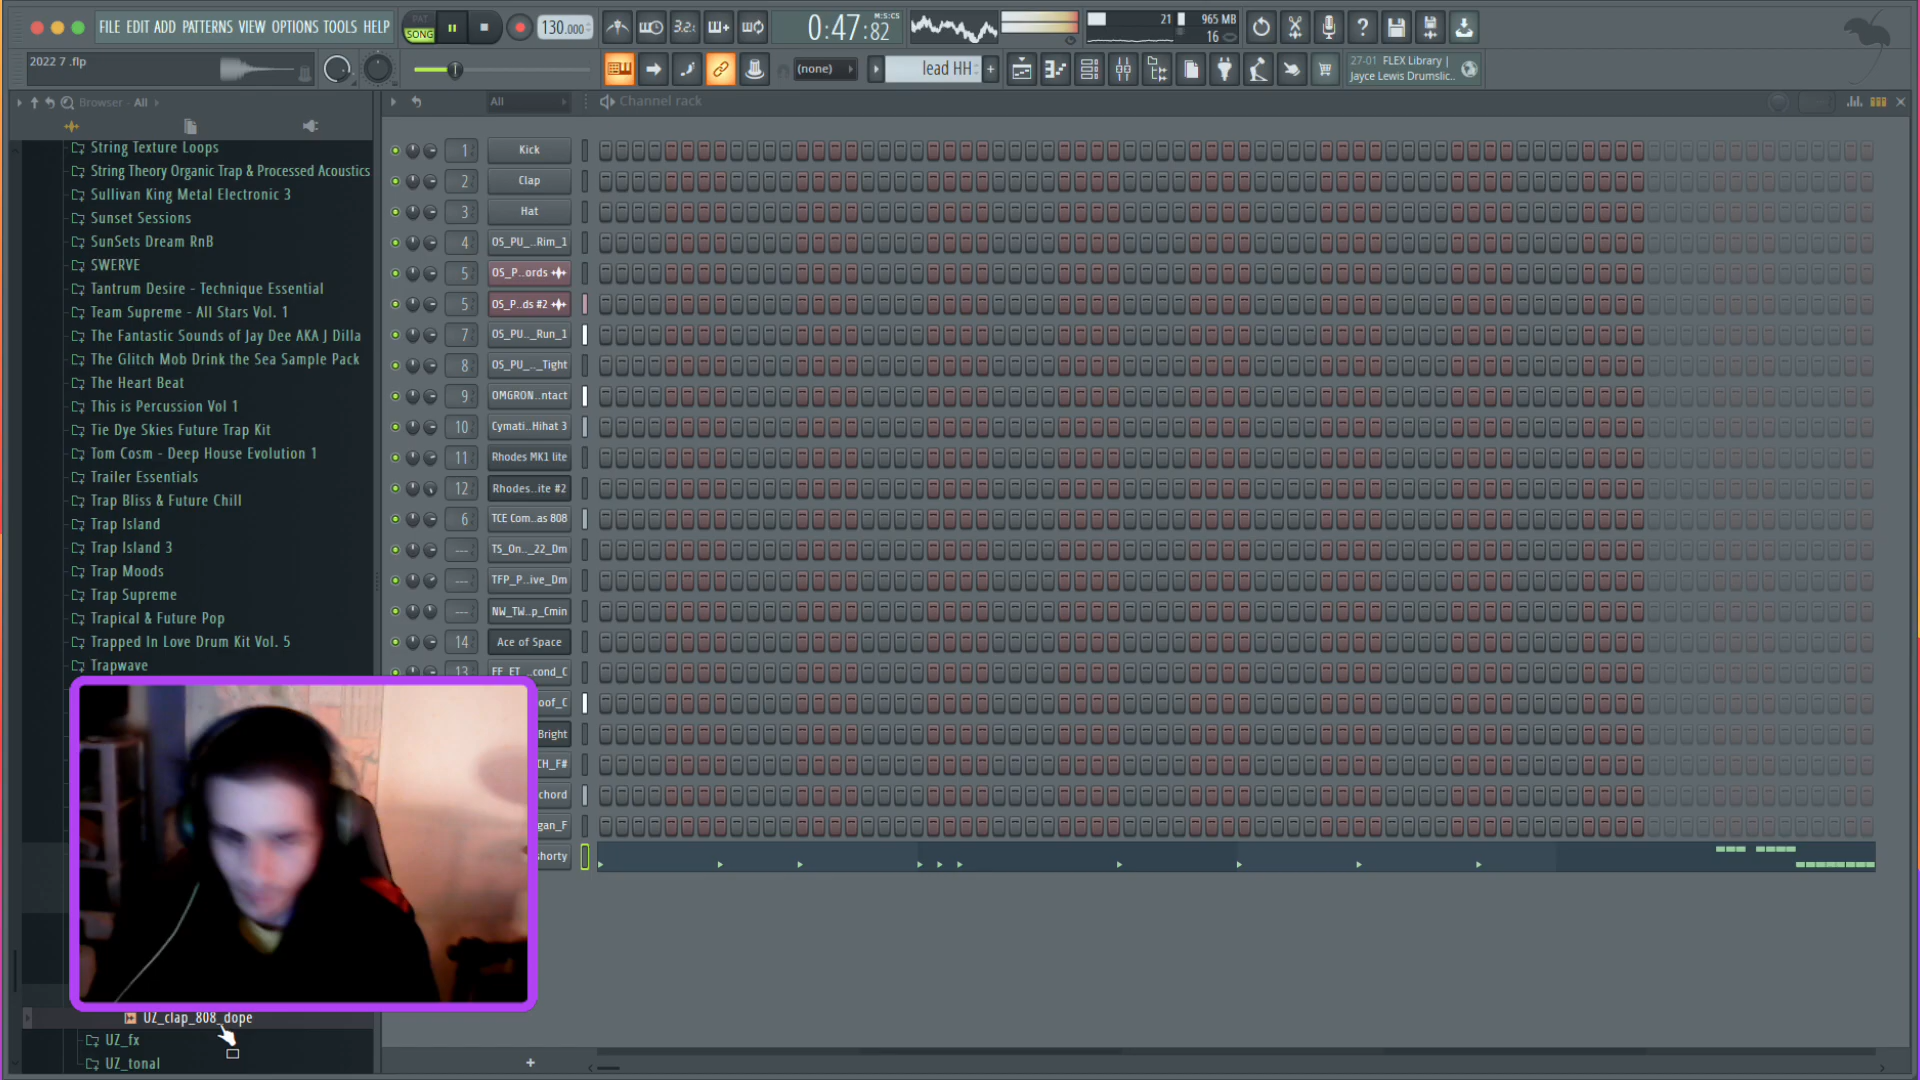 FILE EDIT ADD PATTERNS VIEW OPTIONS TOOLS HELP
PAT
SONG
130.000
3.2.
0:47:82
M:S:CS
21
965 MB
16
2022 7 .flp
(none)
lead HH
27-01 FLEX Library |
Jayce Lewis Drumslic..
Browser - All
All
Channel rack
String Texture Loops
String Theory Organic Trap & Processed Acoustics
Sullivan King Metal Electronic 3
Sunset Sessions
SunSets Dream RnB
SWERVE
Tantrum Desire - Technique Essential
Team Supreme - All Stars Vol. 1
The Fantastic Sounds of Jay Dee AKA J Dilla
The Glitch Mob Drink the Sea Sample Pack
The Heart Beat
This is Percussion Vol 1
Tie Dye Skies Future Trap Kit
Tom Cosm - Deep House Evolution 1
Trailer Essentials
Trap Bliss & Future Chill
Trap Island
Trap Island 3
Trap Moods
Trap Supreme
Trapical & Future Pop
Trapped In Love Drum Kit Vol. 5
Trapwave
UZ_clap_808_dope
UZ_fx
UZ_tonal
1 Kick
2 Clap
3 Hat
4 OS_PU_..Rim_1
5 OS_P..ords
5 OS_P..ds #2
7 OS_PU.._Run_1
8 OS_PU_.._Tight
9 OMGRON..ntact
10 Cymati..Hihat 3
11 Rhodes MK1 lite
12 Rhodes..ite #2
6 TCE Com..as 808
--- TS_On.._22_Dm
--- TFP_P..ive_Dm
--- NW_TW..p_Cmin
14 Ace of Space
13 FF_ET_..cond_C
oof_C
Bright
CH_F#
chord
gan_F
shorty